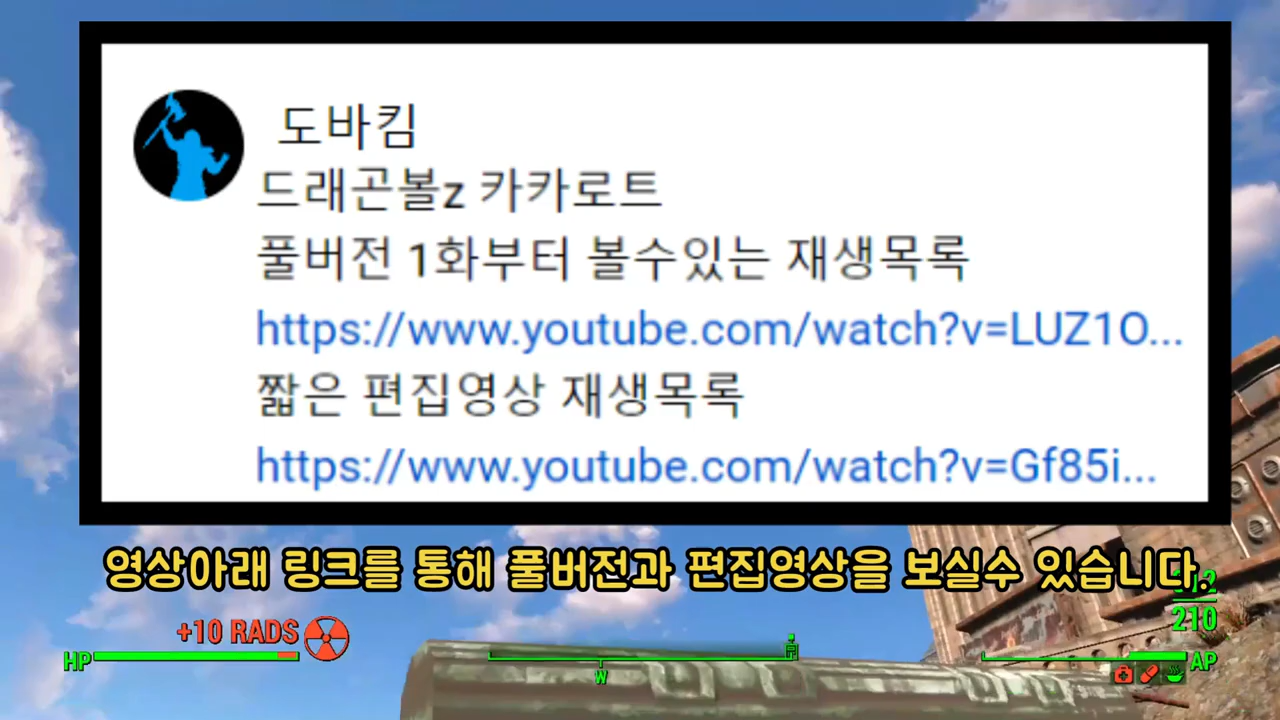 도바킴
드래곤볼z 카카로트
풀버전 1화부터 볼수있는 재생목록
https://www.youtube.com/watch?v=LUZ1O...
짧은 편집영상 재생목록
https://www.youtube.com/watch?v=Gf85i...
영상아래 링크를 통해 풀버전과 편집영상을 보실수 있습니다.
210
+10 RADS
HP
W
AP